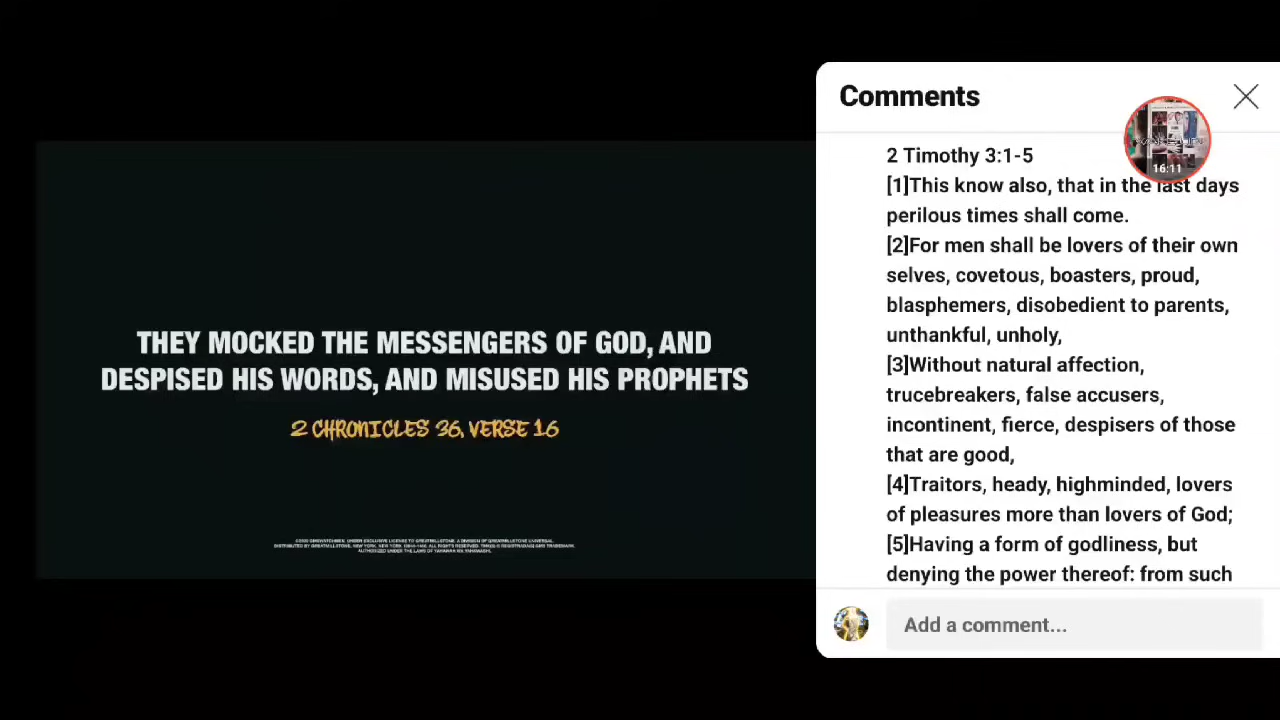 THEY MOCKED THE MESSENGERS OF GOD, AND
DESPISED HIS WORDS, AND MISUSED HIS PROPHETS
2 CHRONICLES 36, VERSE 16
Comments
16:11
2 Timothy 3:1-5
[1]This know also, that in the last days
perilous times shall come.
[2]For men shall be lovers of their own
selves, covetous, boasters, proud,
blasphemers, disobedient to parents,
unthankful, unholy,
[3]Without natural affection,
trucebreakers, false accusers,
incontinent, fierce, despisers of those
that are good,
[4]Traitors, heady, highminded, lovers
of pleasures more than lovers of God;
[5]Having a form of godliness, but
denying the power thereof: from such
Add a comment...